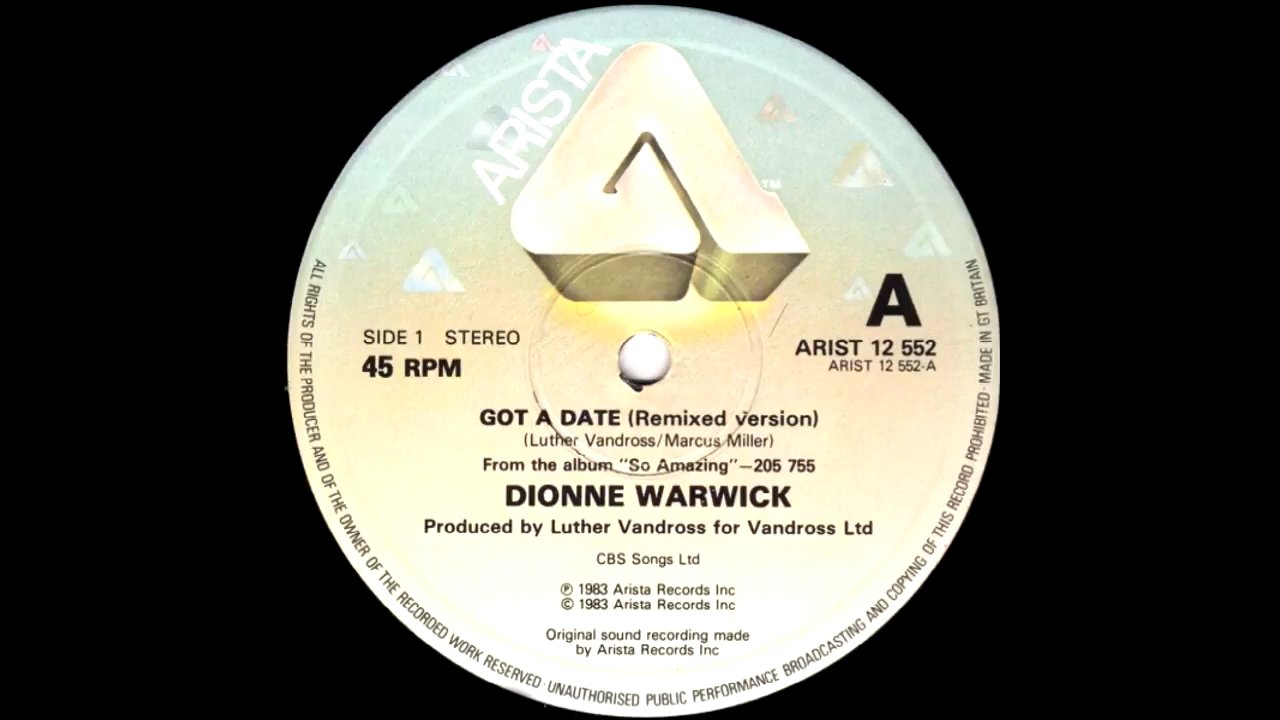 ARISTA
TM
A
SIDE 1 STEREO
45 RPM
ARIST 12 552
ARIST 12 552-A
GOT A DATE (Remixed version)
(Luther Vandross/Marcus Miller)
From the album "So Amazing"—205 755
DIONNE WARWICK
Produced by Luther Vandross for Vandross Ltd
CBS Songs Ltd
℗ 1983 Arista Records Inc
© 1983 Arista Records Inc
Original sound recording made
by Arista Records Inc
ALL RIGHTS OF THE PRODUCER AND OF THE OWNER OF THE RECORDED WORK RESERVED · UNAUTHORISED PUBLIC PERFORMANCE BROADCASTING AND COPYING OF THIS RECORD PROHIBITED · MADE IN GT BRITAIN